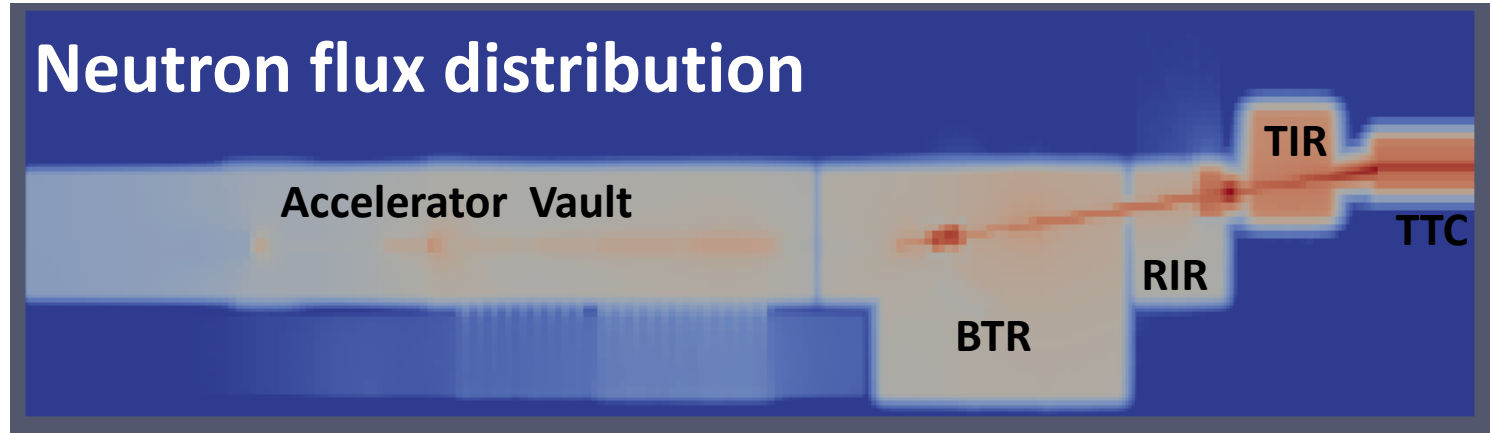 Neutron flux distribution
TIR
Accelerator Vault
TTC
RIR
BTR